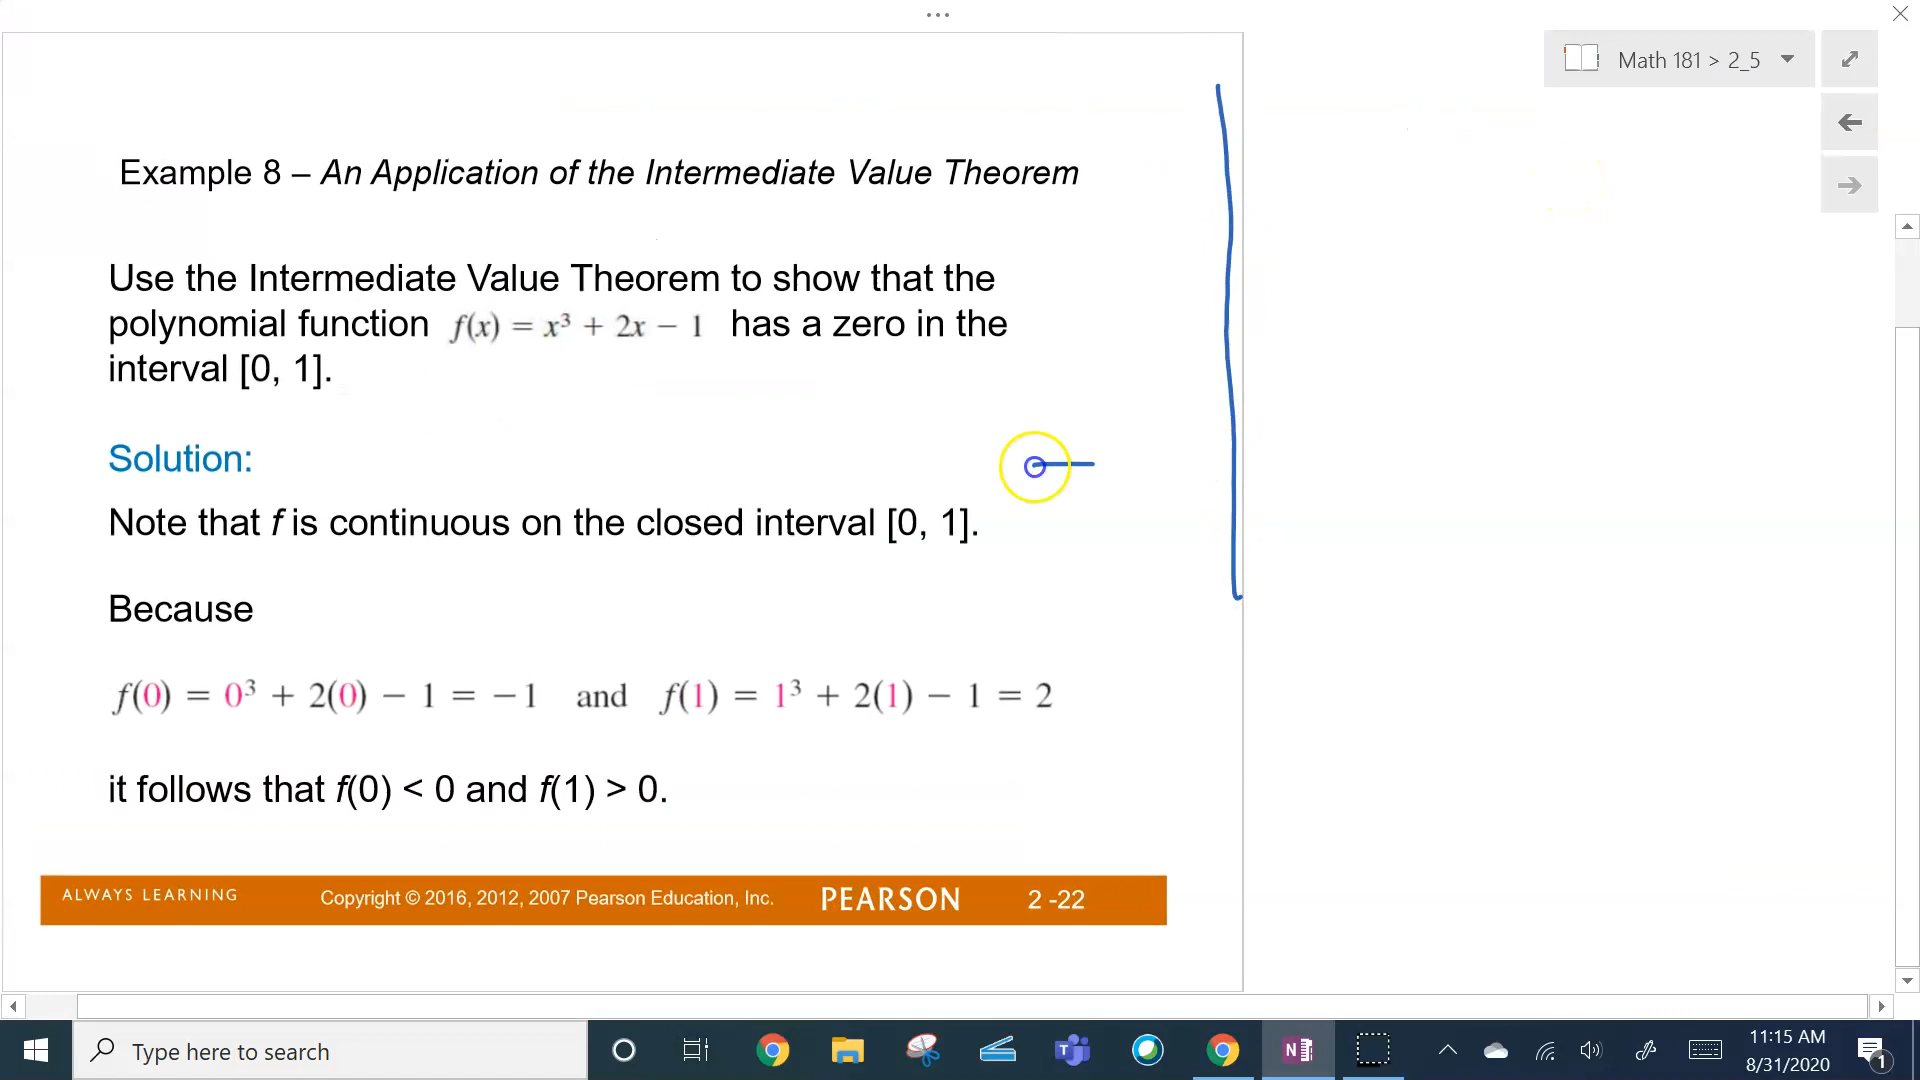 Math 181 > 2_5
Example 8 – An Application of the Intermediate Value Theorem
Use the Intermediate Value Theorem to show that the
polynomial function f(x) = x³ + 2x − 1 has a zero in the
interval [0, 1].
Solution:
Note that f is continuous on the closed interval [0, 1].
Because
f(0) = 0³ + 2(0) − 1 = −1 and f(1) = 1³ + 2(1) − 1 = 2
it follows that f(0) < 0 and f(1) > 0.
ALWAYS LEARNING Copyright © 2016, 2012, 2007 Pearson Education, Inc. PEARSON 2 -22
Type here to search
N
T
11:15 AM
8/31/2020
1